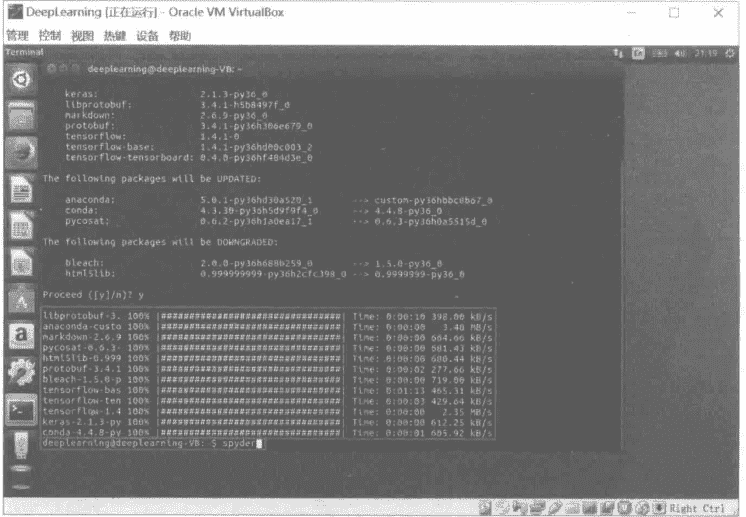 DeepLearning [正在运行] - Oracle VM VirtualBox
管理 控制 视图 热键 设备 帮助
Terminal
21:19
deeplearning@deeplearning-VB: ~
keras: 2.1.3-py36_0
libprotobuf: 3.4.1-h5b8497f_0
markdown: 2.6.9-py36_0
protobuf: 3.4.1-py36h306e679_0
tensorflow: 1.4.1-0
tensorflow-base: 1.4.1-py36hd00c003_2
tensorflow-tensorboard: 0.4.0-py36hf484d3e_0
The following packages will be UPDATED:
anaconda: 5.0.1-py36hd30a520_1 --> custom-py36hbbc8b67_0
conda: 4.3.30-py36h5d9f9f4_0 --> 4.4.8-py36_0
pycosat: 0.6.2-py36h1a0ea17_1 --> 0.6.3-py36h0a5515d_0
The following packages will be DOWNGRADED:
bleach: 2.0.0-py36h688b259_0 --> 1.5.0-py36_0
html5lib: 0.999999999-py36h2cfc398_0 --> 0.9999999-py36_0
Proceed ([y]/n)? y
libprotobuf-3. 100% |################################| Time: 0:00:10 398.00 kB/s
anaconda-custo 100% |################################| Time: 0:00:00 3.48 MB/s
markdown-2.6.9 100% |################################| Time: 0:00:00 664.66 kB/s
pycosat-0.6.3- 100% |################################| Time: 0:00:00 681.43 kB/s
html5lib-0.999 100% |################################| Time: 0:00:00 680.44 kB/s
protobuf-3.4.1 100% |################################| Time: 0:00:02 277.66 kB/s
bleach-1.5.0-p 100% |################################| Time: 0:00:00 719.00 kB/s
tensorflow-bas 100% |################################| Time: 0:01:13 465.31 kB/s
tensorflow-ten 100% |################################| Time: 0:00:03 429.64 kB/s
tensorflow-1.4 100% |################################| Time: 0:00:00 2.35 MB/s
keras-2.1.3-py 100% |################################| Time: 0:00:00 612.25 kB/s
conda-4.4.8-py 100% |################################| Time: 0:00:01 605.92 kB/s
deeplearning@deeplearning-VB:~$ spyder
Right Ctrl